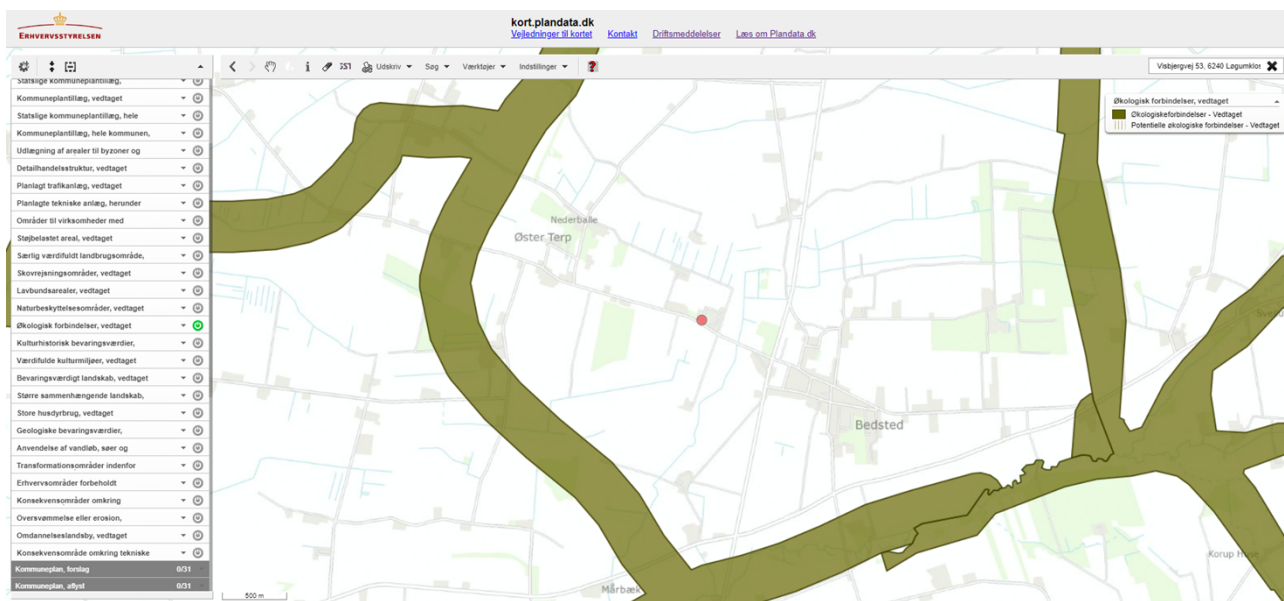 ERHVERVSSTYRELSEN
kort.plandata.dk
Vejledninger til kortet Kontakt Driftsmeddelelser Læs om Plandata.dk
Udskriv Søg Værktøjer Indstillinger
Visbjergvej 53, 6240 Løgumklos
Statslige kommuneplantillæg,
Kommuneplantillæg, vedtaget
Statslige kommuneplantillæg, hele
Kommuneplantillæg, hele kommunen,
Udlægning af arealer til byzoner og
Detailhandelsstruktur, vedtaget
Planlagt trafikanlæg, vedtaget
Planlagte tekniske anlæg, herunder
Områder til virksomheder med
Støjbelastet areal, vedtaget
Særlig værdifuldt landbrugsområde,
Skovrejsningsområder, vedtaget
Lavbundsarealer, vedtaget
Naturbeskyttelsesområder, vedtaget
Økologisk forbindelser, vedtaget
Kulturhistorisk bevaringsværdier,
Værdifulde kulturmiljøer, vedtaget
Bevaringsværdigt landskab, vedtaget
Større sammenhængende landskab,
Store husdyrbrug, vedtaget
Geologiske bevaringsværdier,
Anvendelse af vandløb, søer og
Transformationsområder indenfor
Erhvervsområder forbeholdt
Konsekvensområder omkring
Oversvømmelse eller erosion,
Omdannelseslandsby, vedtaget
Konsekvensområde omkring tekniske
Kommuneplan, forslag 0/31
Kommuneplan, aflyst 0/31
Økologisk forbindelser, vedtaget
Økologiskeforbindelser - Vedtaget
Potentielle økologiske forbindelser - Vedtaget
Nederballe
Øster Terp
Bedsted
Korup
Mårbæk
500 m